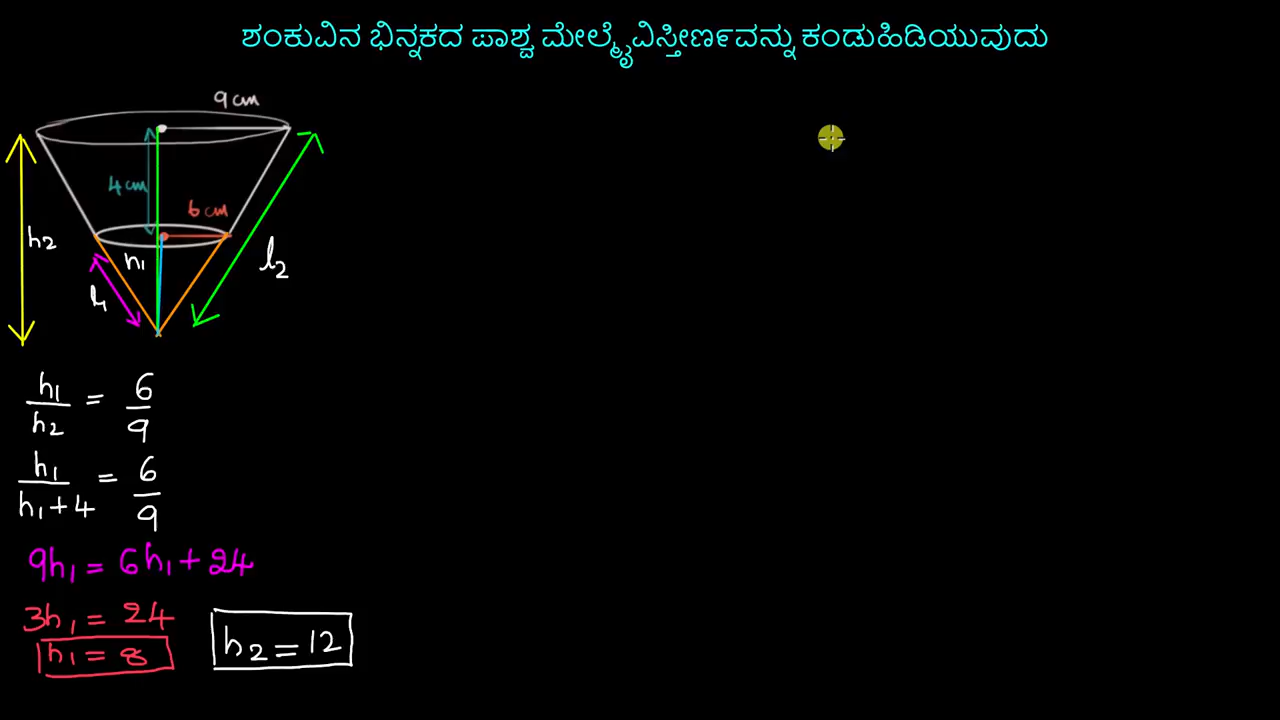 ಶಂಕುವಿನ ಭಿನ್ನಕದ ಪಾರ್ಶ್ವ ಮೇಲ್ಮೈವಿಸ್ತೀರ್ಣವನ್ನು ಕಂಡುಹಿಡಿಯುವುದು
9 cm
4 cm
6 cm
h2
h1
l1
l2
h1/h2 = 6/9
h1/(h1+4) = 6/9
9h1 = 6h1 + 24
3h1 = 24
h1 = 8
h2 = 12